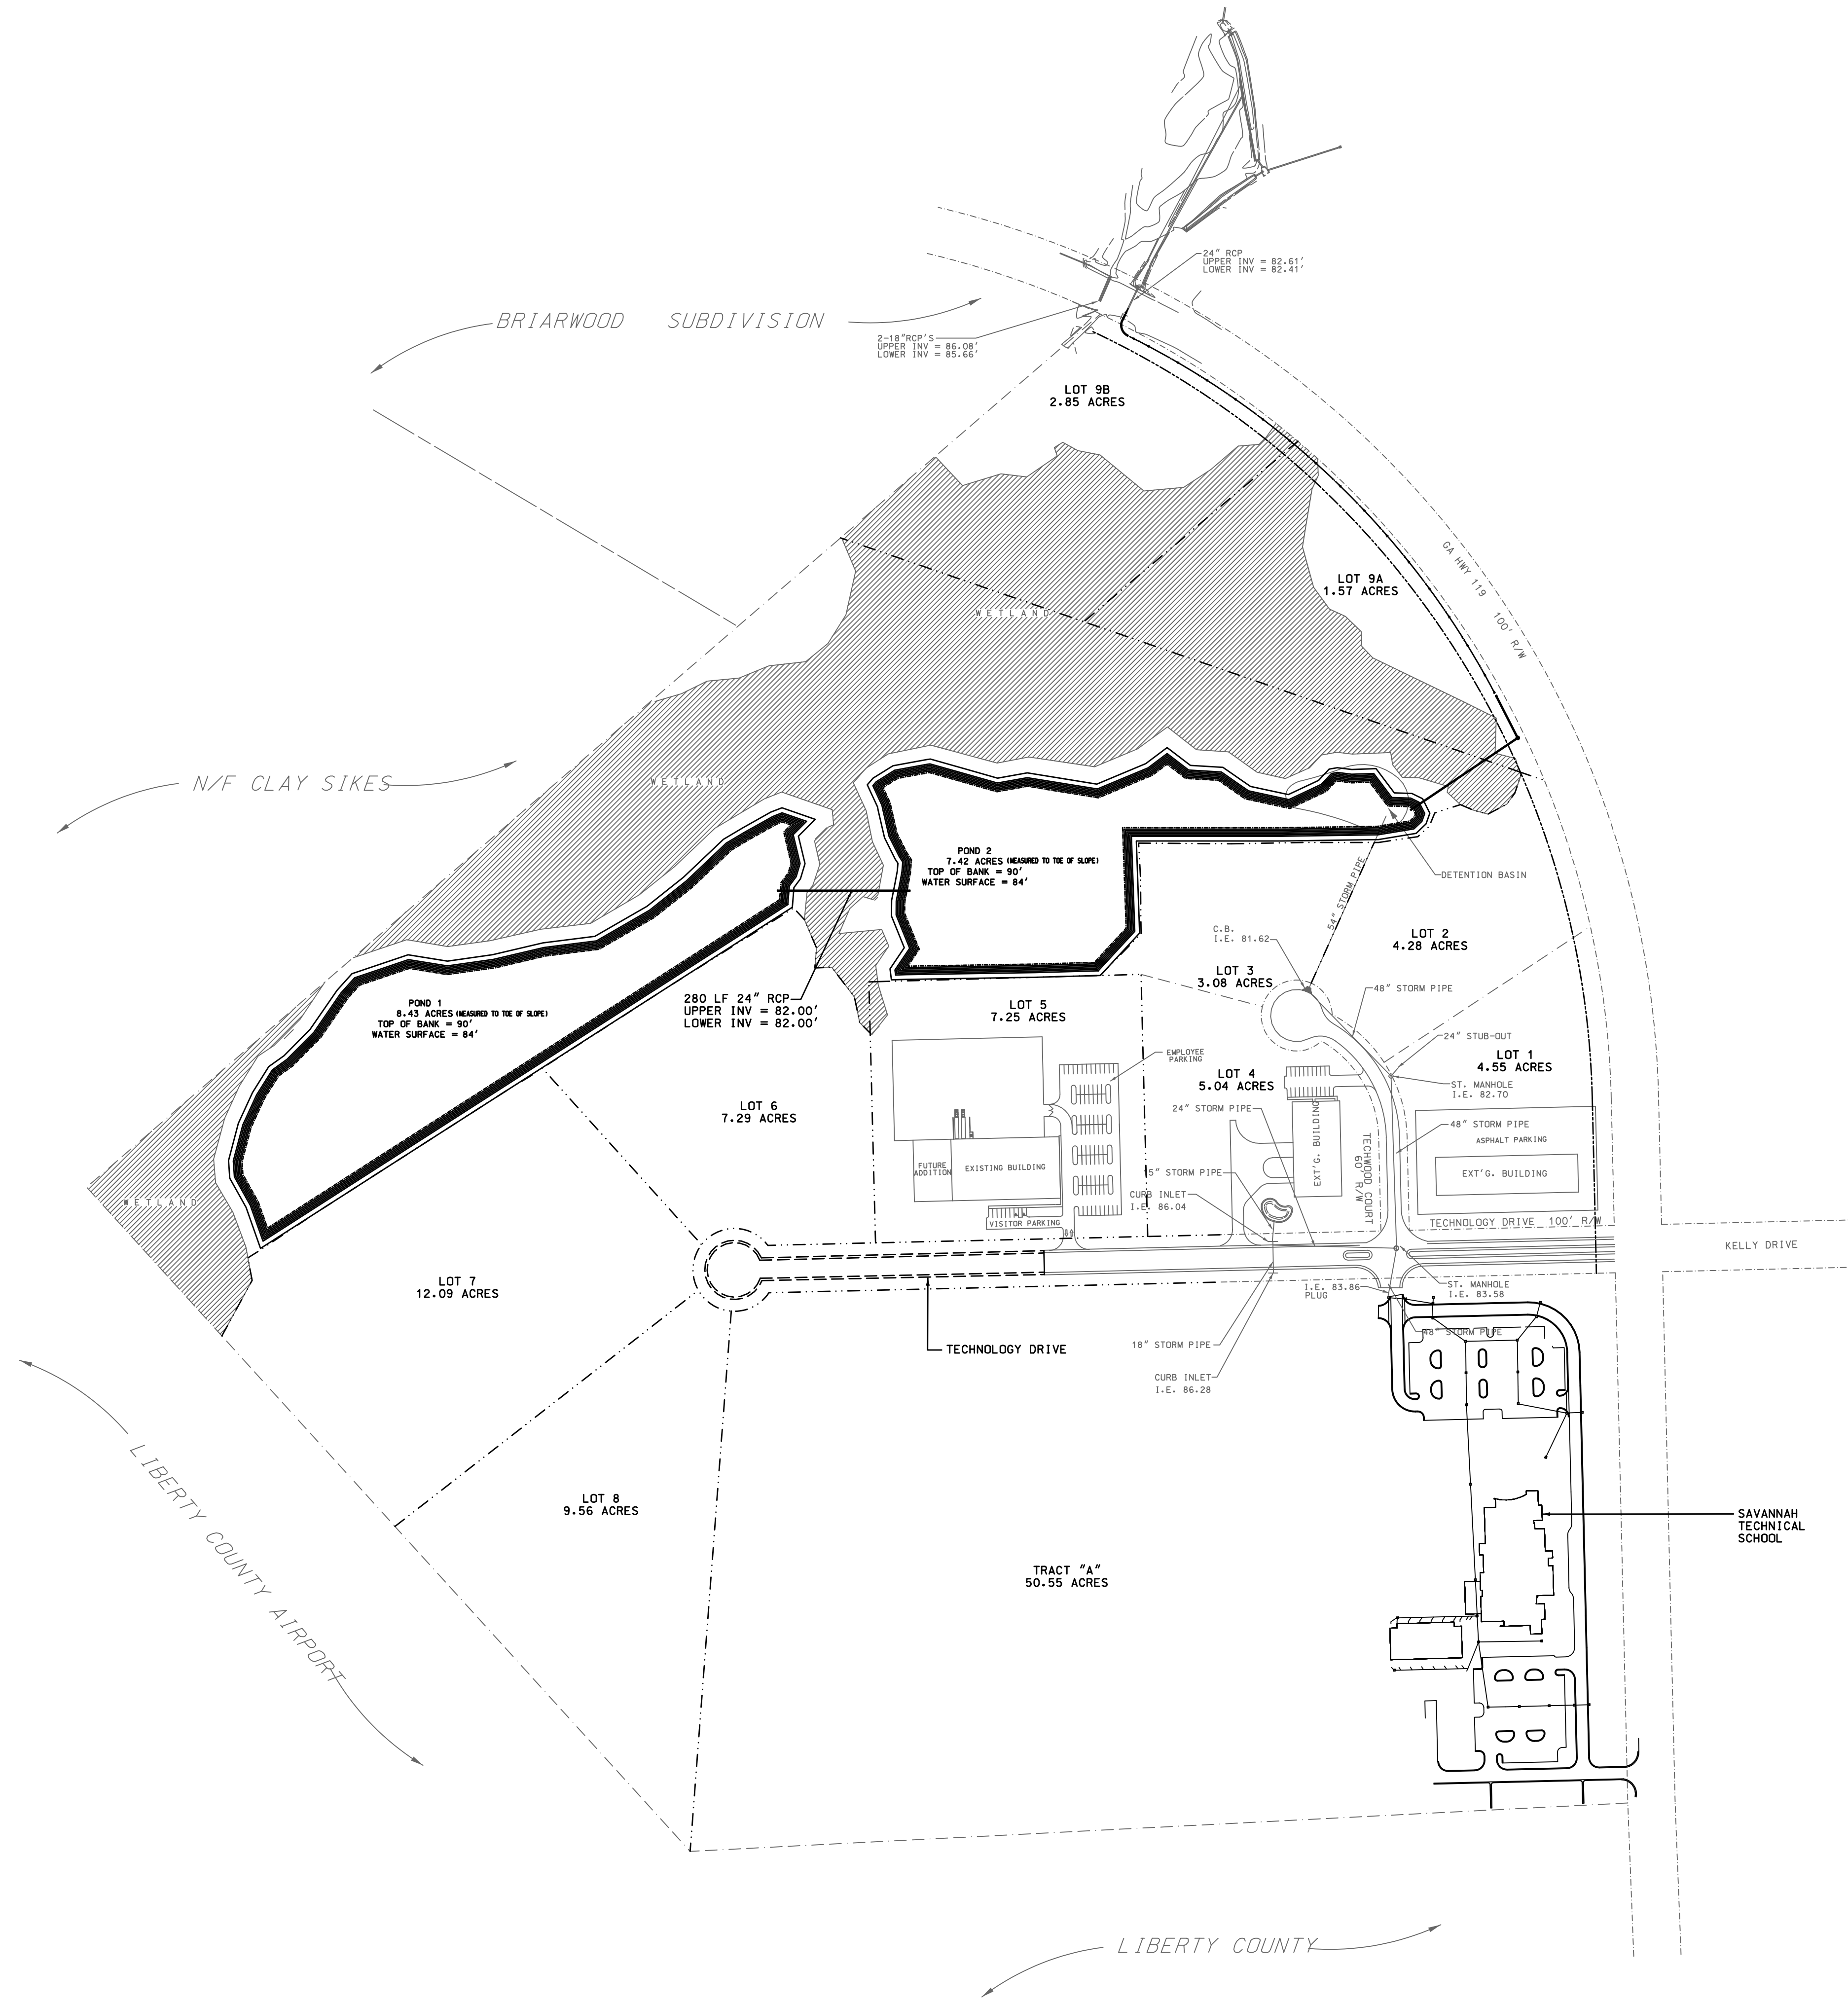 24" RCP
UPPER INV = 82.61'
LOWER INV = 82.41'
BRIARWOOD SUBDIVISION
2-18"RCP'S
UPPER INV = 86.08'
LOWER INV = 85.66'
LOT 9B
2.85 ACRES
GA HWY 119 100' R/W
LOT 9A
1.57 ACRES
WETLAND
N/F CLAY SIKES
WETLAND
POND 2
7.42 ACRES (MEASURED TO TOE OF SLOPE)
TOP OF BANK = 90'
WATER SURFACE = 84'
DETENTION BASIN
54" STORM PIPE
C.B.
I.E. 81.62
LOT 2
4.28 ACRES
LOT 3
3.08 ACRES
48" STORM PIPE
POND 1
8.43 ACRES (MEASURED TO TOE OF SLOPE)
TOP OF BANK = 90'
WATER SURFACE = 84'
280 LF 24" RCP
UPPER INV = 82.00'
LOWER INV = 82.00'
LOT 5
7.25 ACRES
24" STUB-OUT
EMPLOYEE
PARKING
LOT 1
4.55 ACRES
LOT 4
5.04 ACRES
ST. MANHOLE
I.E. 82.70
LOT 6
7.29 ACRES
24" STORM PIPE
48" STORM PIPE
ASPHALT PARKING
EXT'G. BUILDING
TECHWOOD COURT
60' R/W
FUTURE
ADDITION
EXISTING BUILDING
5" STORM PIPE
EXT'G. BUILDING
CURB INLET
I.E. 86.04
WETLAND
VISITOR PARKING
TECHNOLOGY DRIVE 100' R/W
KELLY DRIVE
LOT 7
12.09 ACRES
I.E. 83.86
PLUG
ST. MANHOLE
I.E. 83.58
48" STORM PIPE
TECHNOLOGY DRIVE
18" STORM PIPE
CURB INLET
I.E. 86.28
LIBERTY COUNTY AIRPORT
LOT 8
9.56 ACRES
SAVANNAH
TECHNICAL
SCHOOL
TRACT "A"
50.55 ACRES
LIBERTY COUNTY